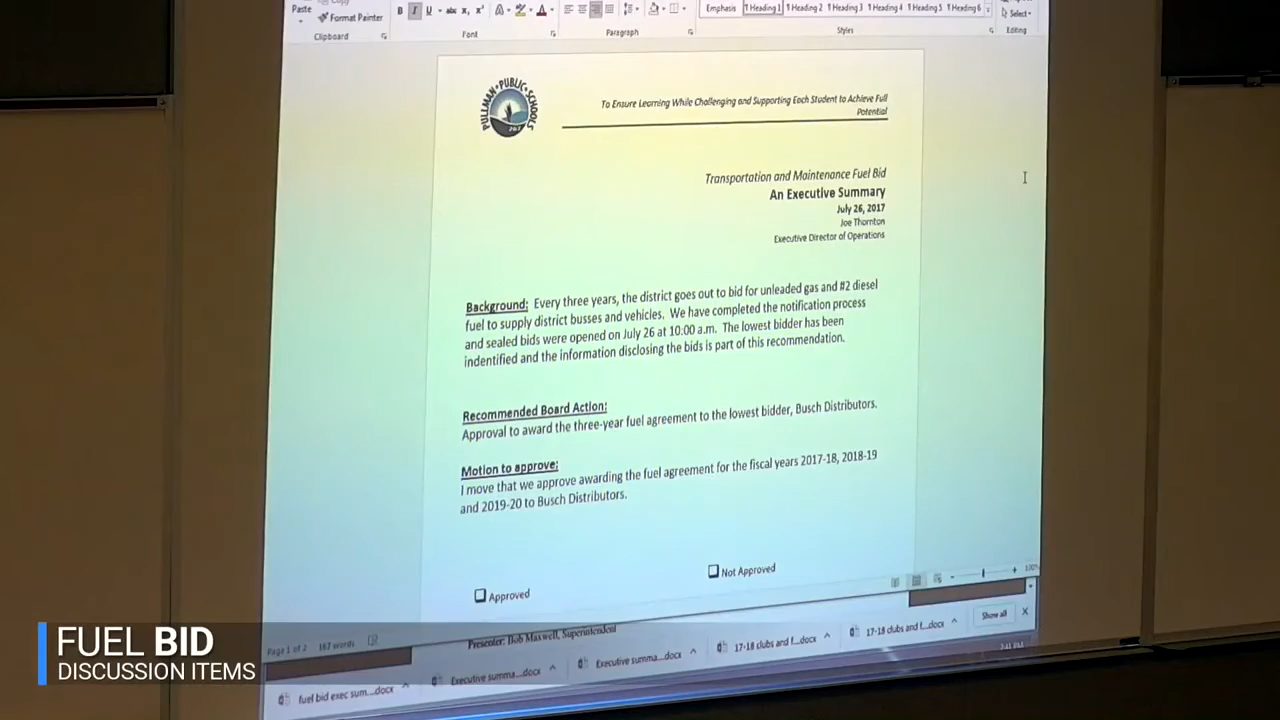 Paste
Copy
Format Painter
B I U abc X, X² A A
Emphasis ¶ Heading 1 ¶ Heading 2 ¶ Heading 3 ¶ Heading 4 ¶ Heading 5 ¶ Heading 6
Select
Clipboard Font Paragraph Styles Editing
PULLMAN • PUBLIC • SCHOOLS
267
To Ensure Learning While Challenging and Supporting Each Student to Achieve Full
Potential
Transportation and Maintenance Fuel Bid
An Executive Summary
July 26, 2017
Joe Thornton
Executive Director of Operations
Background: Every three years, the district goes out to bid for unleaded gas and #2 diesel
fuel to supply district busses and vehicles. We have completed the notification process
and sealed bids were opened on July 26 at 10:00 a.m. The lowest bidder has been
indentified and the information disclosing the bids is part of this recommendation.
Recommended Board Action:
Approval to award the three-year fuel agreement to the lowest bidder, Busch Distributors.
Motion to approve:
I move that we approve awarding the fuel agreement for the fiscal years 2017-18, 2018-19
and 2019-20 to Busch Distributors.
Approved Not Approved
Page 1 of 2 167 words 100%
Presenter: Bob Maxwell, Superintendent
fuel bid exec sum....docx Executive summa....docx Executive summa....docx 17-18 clubs and f....docx 17-18 clubs and f....docx Show all X
FUEL BID
DISCUSSION ITEMS